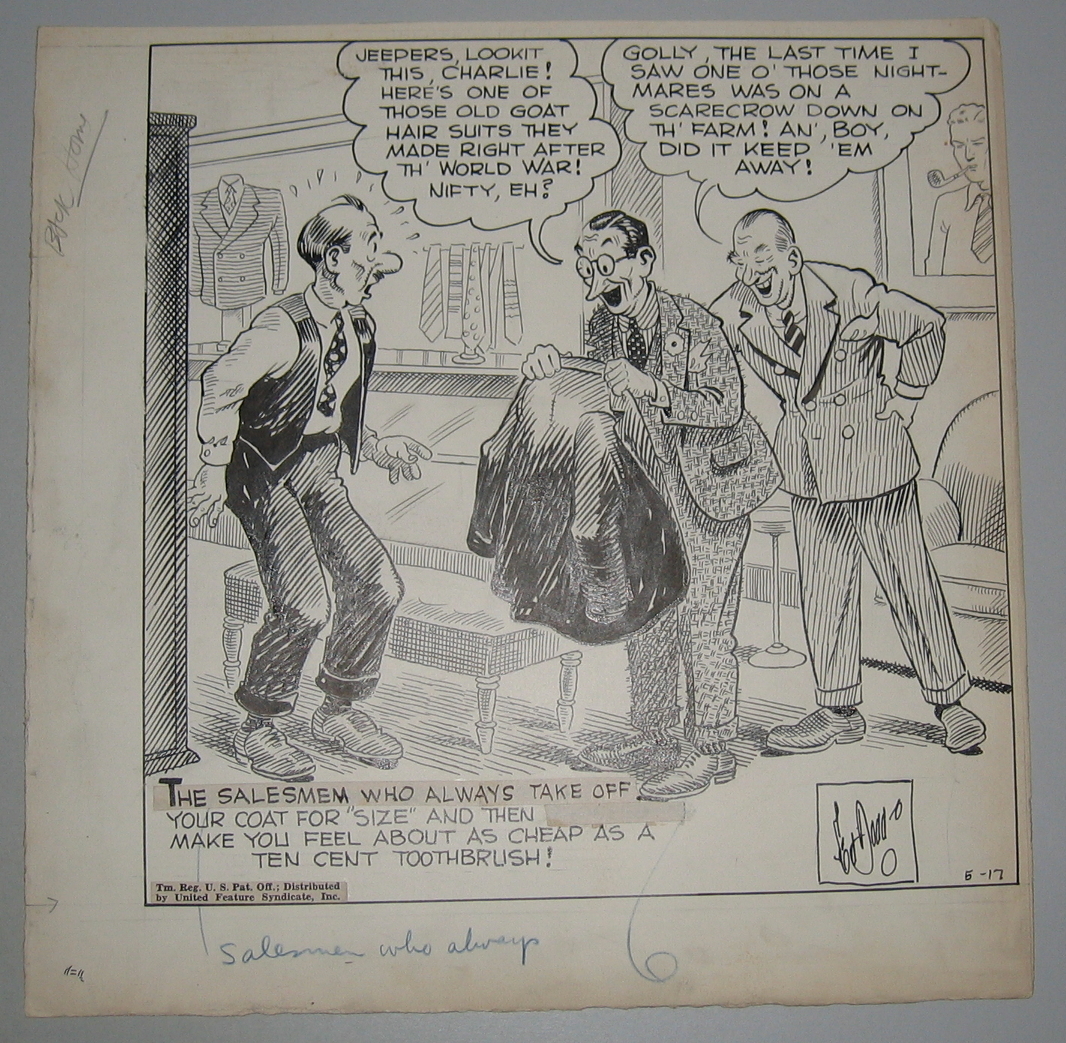 JEEPERS, LOOKIT
THIS, CHARLIE!
HERE'S ONE OF
THOSE OLD GOAT
HAIR SUITS THEY
MADE RIGHT AFTER
TH' WORLD WAR!
NIFTY, EH?
GOLLY, THE LAST TIME I
SAW ONE O' THOSE NIGHT-
MARES WAS ON A
SCARECROW DOWN ON
TH' FARM! AN', BOY,
DID IT KEEP 'EM
AWAY!
Back Home
THE SALESMEN WHO ALWAYS TAKE OFF
YOUR COAT FOR "SIZE" AND THEN
MAKE YOU FEEL ABOUT AS CHEAP AS A
TEN CENT TOOTHBRUSH!
Tm. Reg. U. S. Pat. Off.; Distributed
by United Feature Syndicate, Inc.
5-17
Salesmen who always
6